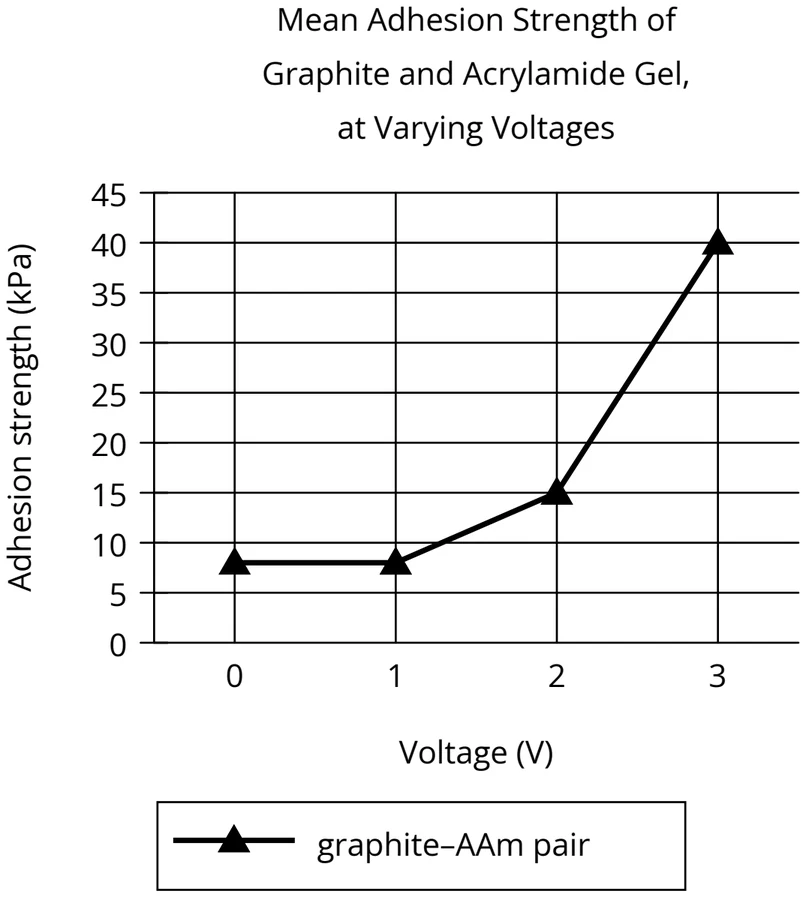 Mean Adhesion Strength of
Graphite and Acrylamide Gel,
at Varying Voltages
Adhesion strength (kPa)
45
40
35
30
25
20
15
10
5
0
0 1 2 3
Voltage (V)
graphite–AAm pair